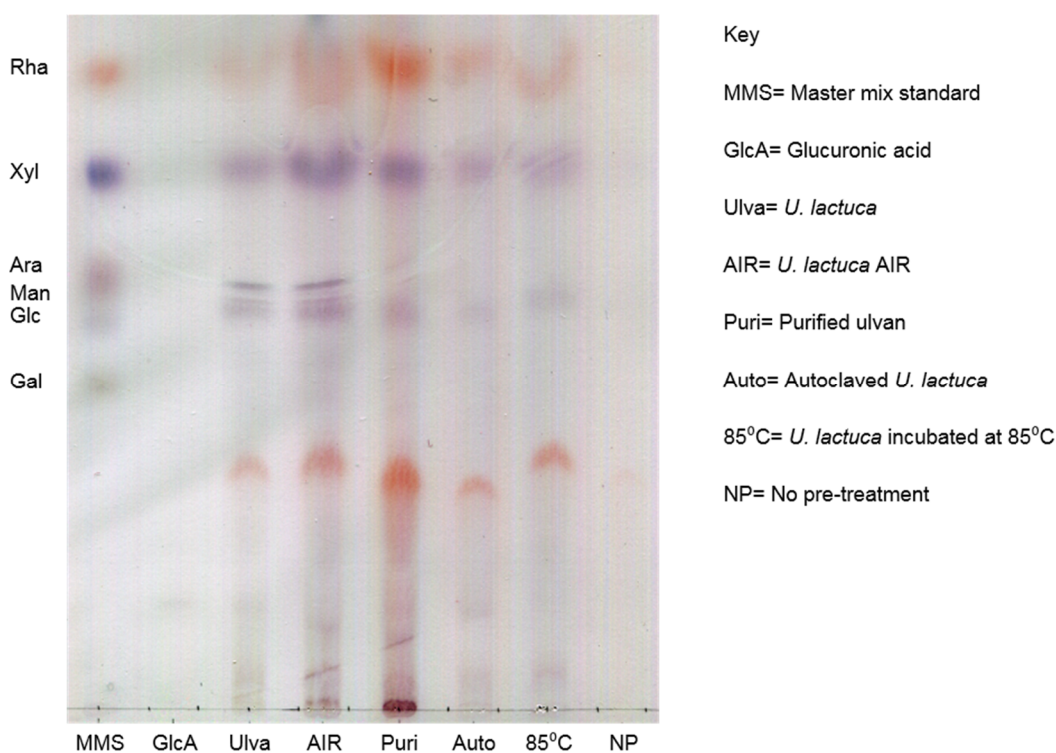 Key
Rha
MMS= Master mix standard
GlcA= Glucuronic acid
Xyl
Ulva= U. lactuca
Ara
AIR= U. lactuca AIR
Man
Glc
Puri= Purified ulvan
Gal
Auto= Autoclaved U. lactuca
85⁰C= U. lactuca incubated at 85⁰C
NP= No pre-treatment
MMS GlcA Ulva AIR Puri Auto 85⁰C NP